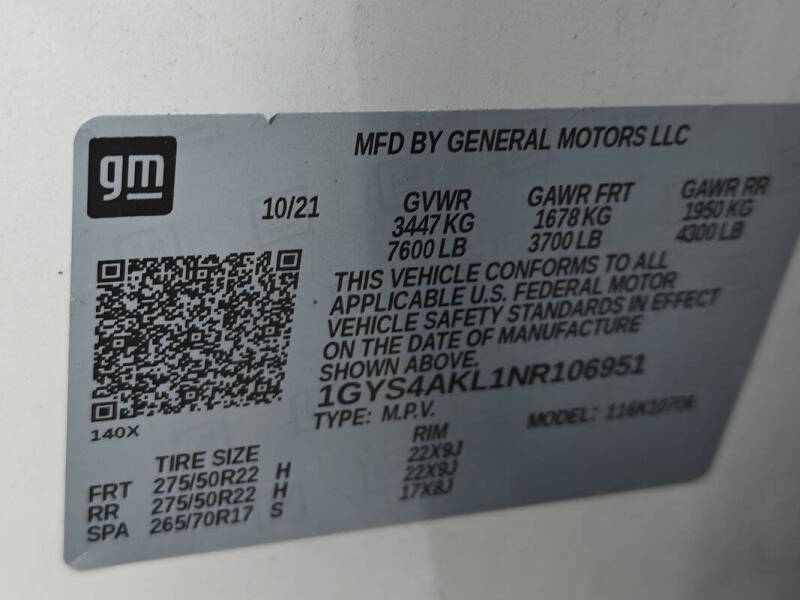 gm
MFD BY GENERAL MOTORS LLC
10/21 GVWR GAWR FRT GAWR RR
3447 KG 1678 KG 1950 KG
7600 LB 3700 LB 4300 LB
THIS VEHICLE CONFORMS TO ALL
APPLICABLE U.S. FEDERAL MOTOR
VEHICLE SAFETY STANDARDS IN EFFECT
ON THE DATE OF MANUFACTURE
SHOWN ABOVE.
1GYS4AKL1NR106951
140X
TYPE: M.P.V. MODEL: 116K10706
TIRE SIZE RIM
FRT 275/50R22 H 22X9J
RR 275/50R22 H 22X9J
SPA 265/70R17 S 17X8J